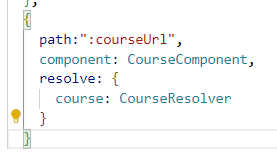 },
{
path:":courseUrl",
component: CourseComponent,
resolve: {
course: CourseResolver
}
}